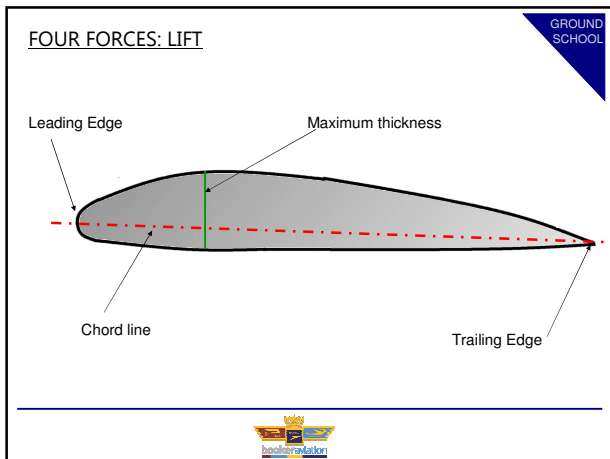 FOUR FORCES: LIFT
GROUND
SCHOOL
Leading Edge
Maximum thickness
Chord line
Trailing Edge
bookeraviation